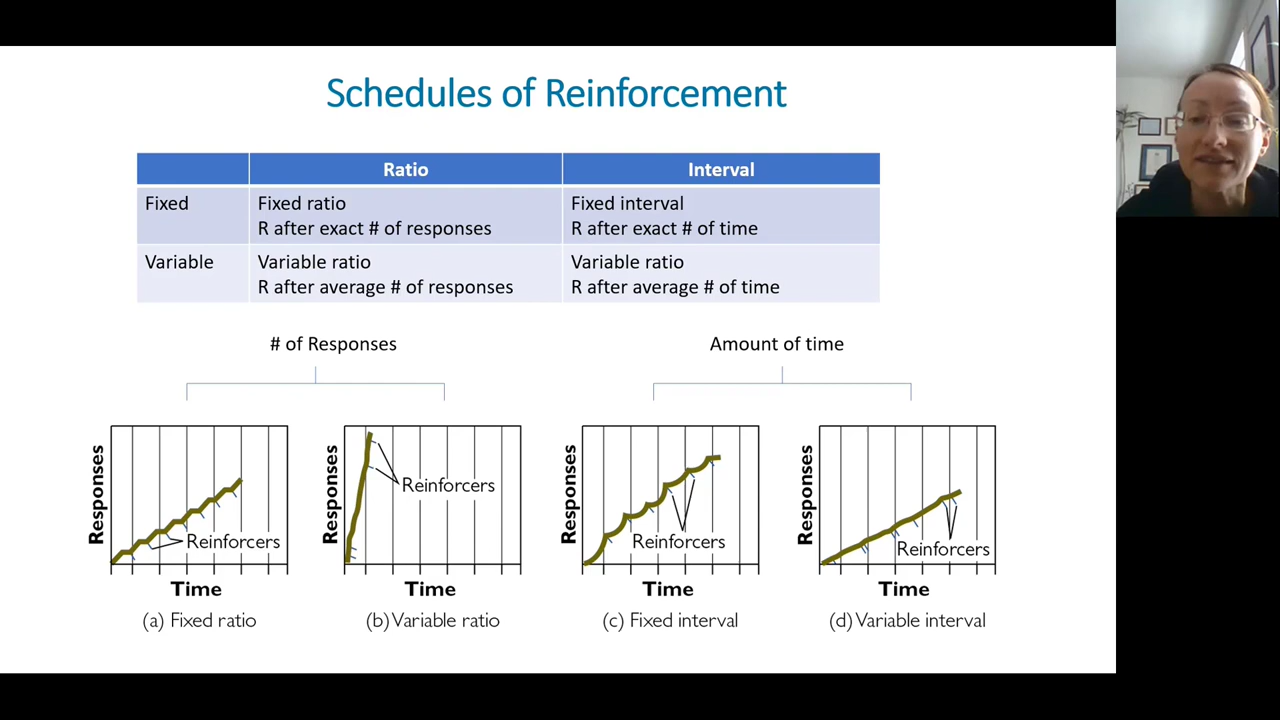 Schedules of Reinforcement
Ratio Interval
Fixed Fixed ratio Fixed interval
R after exact # of responses R after exact # of time
Variable Variable ratio Variable ratio
R after average # of responses R after average # of time
# of Responses Amount of time
Responses Responses Responses Responses
Reinforcers
Reinforcers Reinforcers Reinforcers
Time Time Time Time
(a) Fixed ratio (b) Variable ratio (c) Fixed interval (d) Variable interval